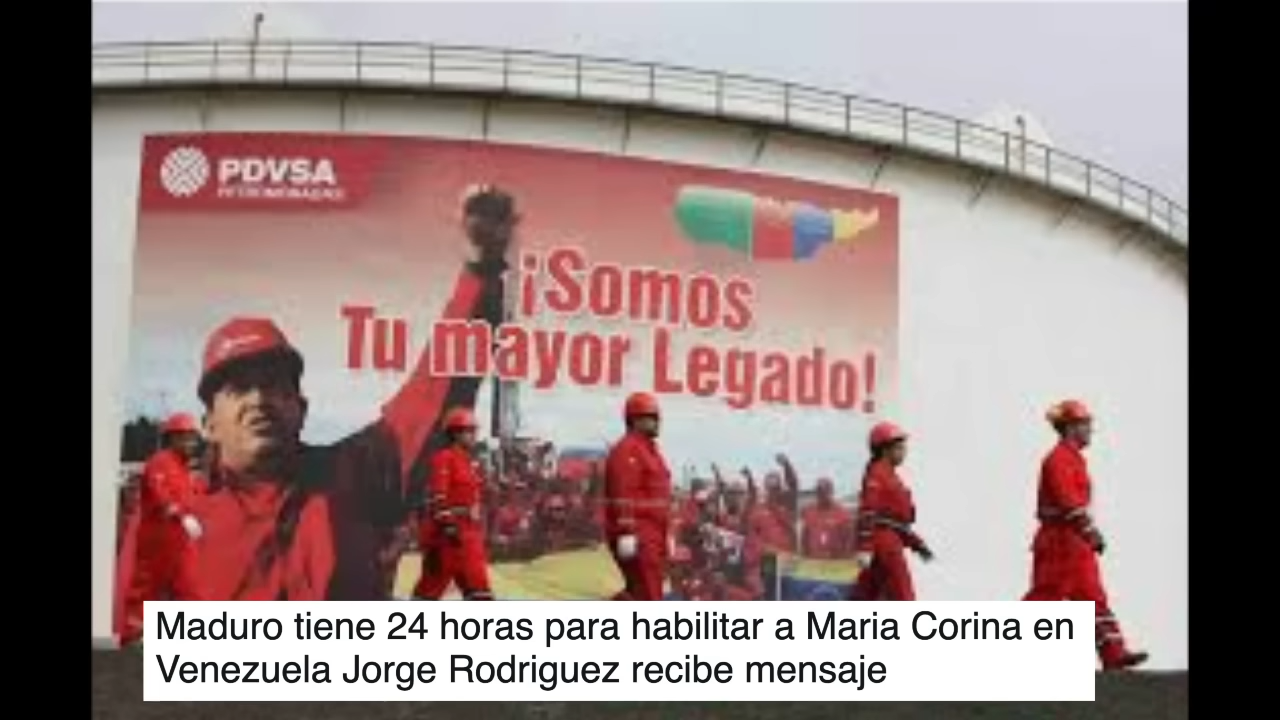 PDVSA
¡Somos
Tu mayor Legado!
Maduro tiene 24 horas para habilitar a Maria Corina en
Venezuela Jorge Rodriguez recibe mensaje